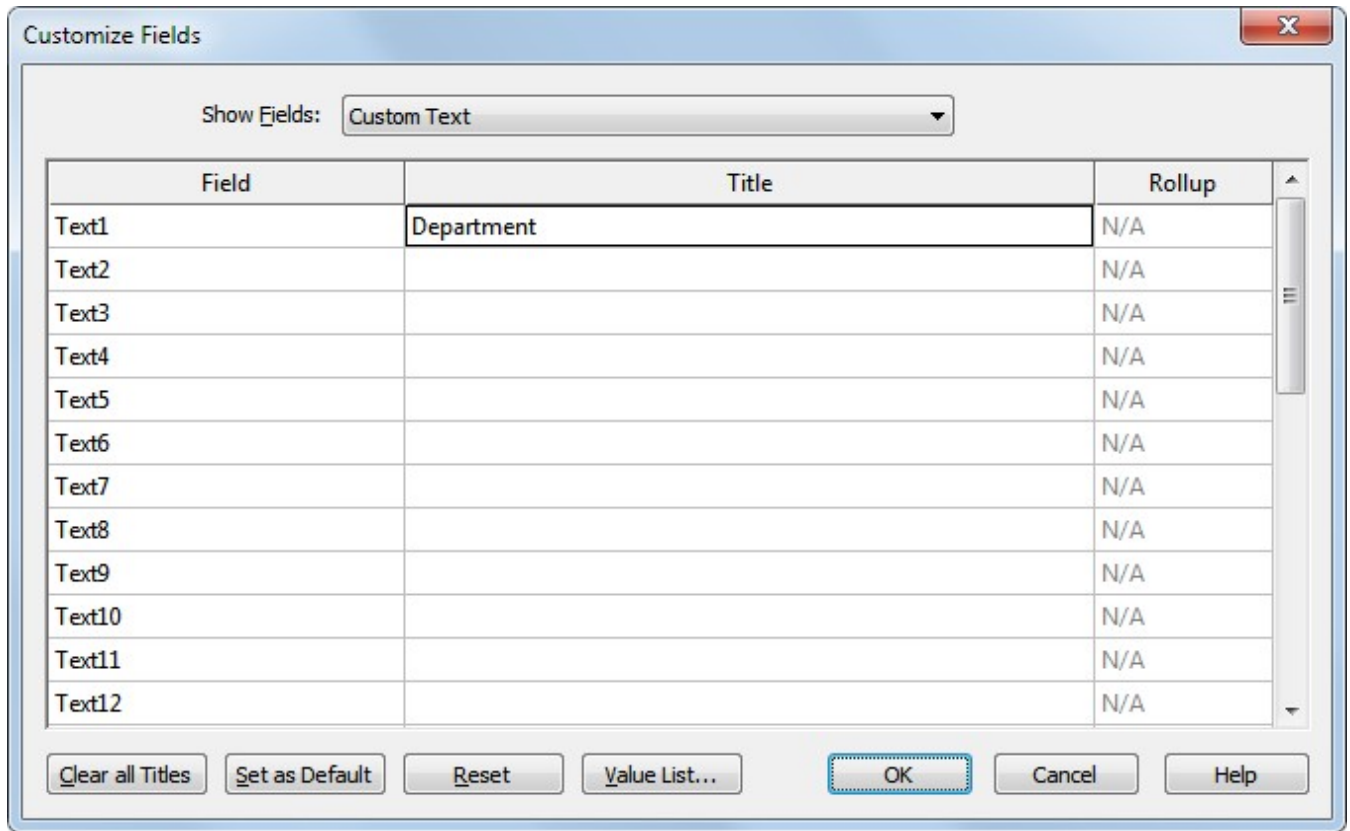 Customize Fields
Show Fields: Custom Text
Field Title Rollup
Text1 Department N/A
Text2 N/A
Text3 N/A
Text4 N/A
Text5 N/A
Text6 N/A
Text7 N/A
Text8 N/A
Text9 N/A
Text10 N/A
Text11 N/A
Text12 N/A
Clear all Titles Set as Default Reset Value List... OK Cancel Help